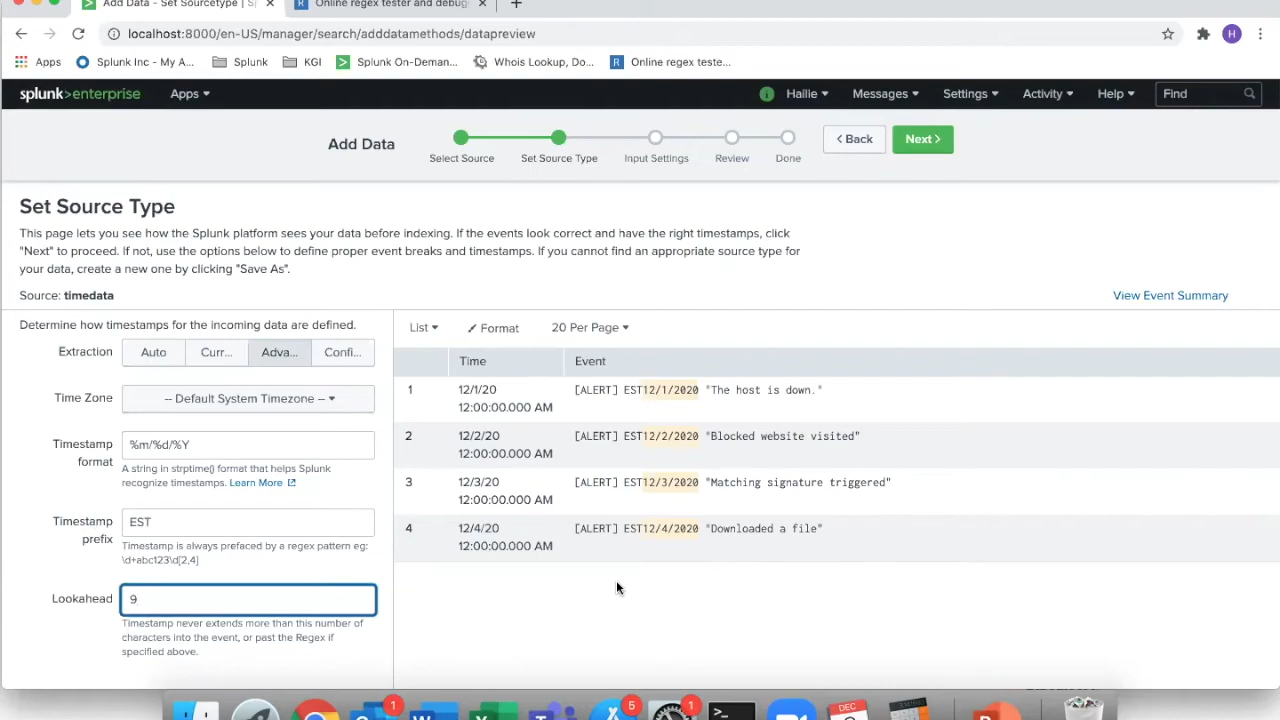 Add Data - Set Sourcetype | S
Online regex tester and debug
localhost:8000/en-US/manager/search/adddatamethods/datapreview
H
Apps
Splunk Inc - My A...
Splunk
KGI
Splunk On-Deman...
Whois Lookup, Do...
R
Online regex teste...
splunk>enterprise
Apps
i
Hailie
Messages
Settings
Activity
Help
Find
Add Data
Select Source
Set Source Type
Input Settings
Review
Done
< Back
Next >
Set Source Type
This page lets you see how the Splunk platform sees your data before indexing. If the events look correct and have the right timestamps, click
"Next" to proceed. If not, use the options below to define proper event breaks and timestamps. If you cannot find an appropriate source type for
your data, create a new one by clicking "Save As".
Source: timedata
View Event Summary
Determine how timestamps for the incoming data are defined.
Extraction
Auto
Curr...
Adva...
Confi...
Time Zone
-- Default System Timezone --
Timestamp
format
%m/%d/%Y
A string in strptime() format that helps Splunk
recognize timestamps. Learn More
Timestamp
prefix
EST
Timestamp is always prefaced by a regex pattern eg:
\d+abc123\d[2,4]
Lookahead
9
Timestamp never extends more than this number of
characters into the event, or past the Regex if
specified above.
List
Format
20 Per Page
Time
Event
1
12/1/20
12:00:00.000 AM
[ALERT] EST12/1/2020 "The host is down."
2
12/2/20
12:00:00.000 AM
[ALERT] EST12/2/2020 "Blocked website visited"
3
12/3/20
12:00:00.000 AM
[ALERT] EST12/3/2020 "Matching signature triggered"
4
12/4/20
12:00:00.000 AM
[ALERT] EST12/4/2020 "Downloaded a file"
1
5
1
DEC